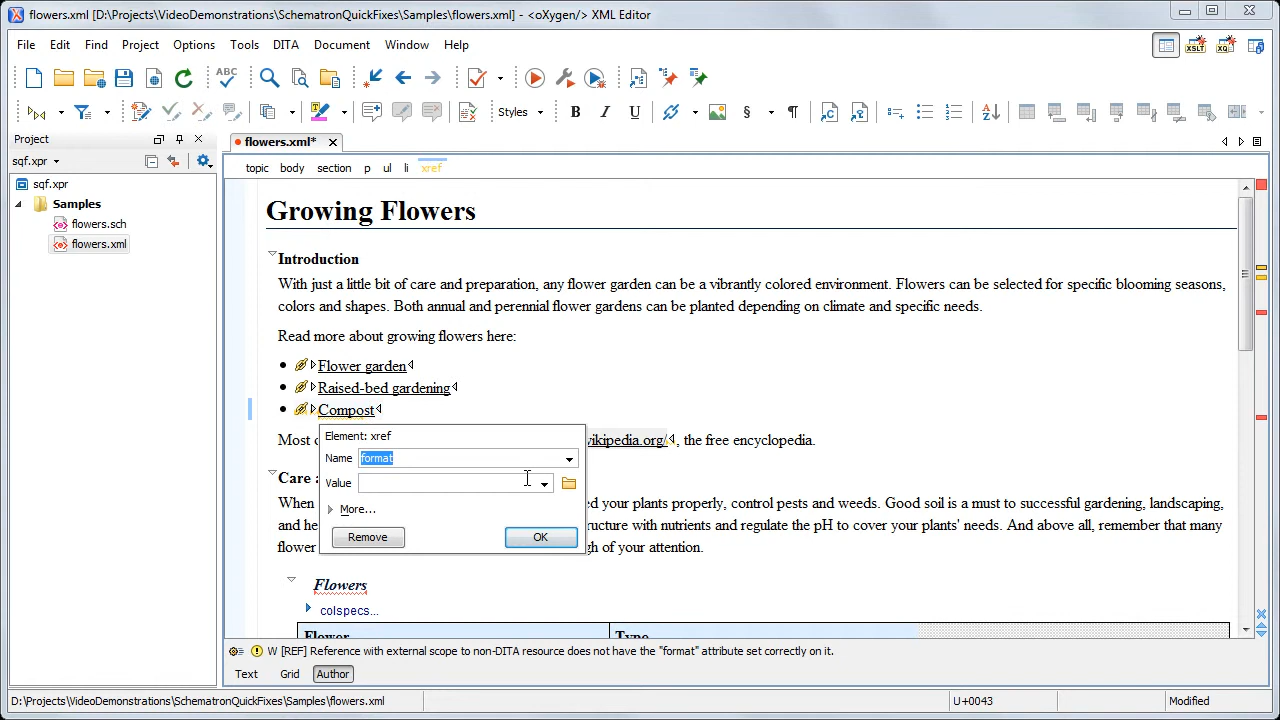 flowers.xml [D:\Projects\VideoDemonstrations\SchematronQuickFixes\Samples\flowers.xml] - <oXygen/> XML Editor
File Edit Find Project Options Tools DITA Document Window Help
XSLT XQ
ABC
Styles B I U § ¶
Project
flowers.xml*
sqf.xpr
topic body section p ul li xref
sqf.xpr
Samples
flowers.sch
flowers.xml
Growing Flowers
Introduction
With just a little bit of care and preparation, any flower garden can be a vibrantly colored environment. Flowers can be selected for specific blooming seasons,
colors and shapes. Both annual and perennial flower gardens can be planted depending on climate and specific needs.
Read more about growing flowers here:
Flower garden
Raised-bed gardening
Compost
Most wikipedia.org/ , the free encyclopedia.
Element: xref
Name format
Value
More...
Remove OK
Care
When ed your plants properly, control pests and weeds. Good soil is a must to successful gardening, landscaping,
and he ructure with nutrients and regulate the pH to cover your plants' needs. And above all, remember that many
flower gh of your attention.
Flowers
colspecs...
Flower Type
W [REF] Reference with external scope to non-DITA resource does not have the "format" attribute set correctly on it.
Text Grid Author
D:\Projects\VideoDemonstrations\SchematronQuickFixes\Samples\flowers.xml U+0043 Modified